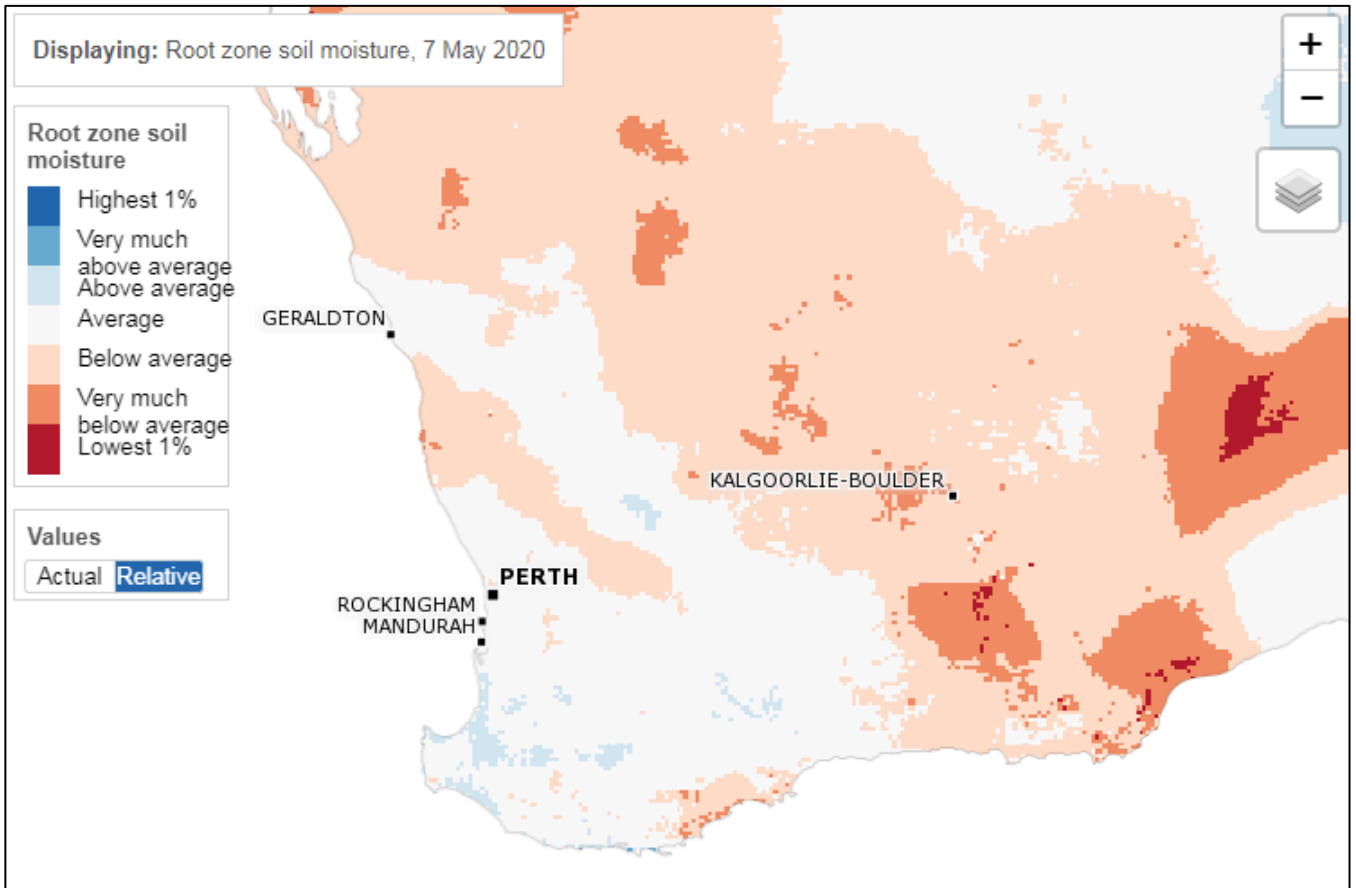 Displaying: Root zone soil moisture, 7 May 2020
+
−
Root zone soil
moisture
Highest 1%
Very much
above average
Above average
Average
Below average
Very much
below average
Lowest 1%
Values
Actual Relative
GERALDTON
KALGOORLIE-BOULDER
PERTH
ROCKINGHAM
MANDURAH